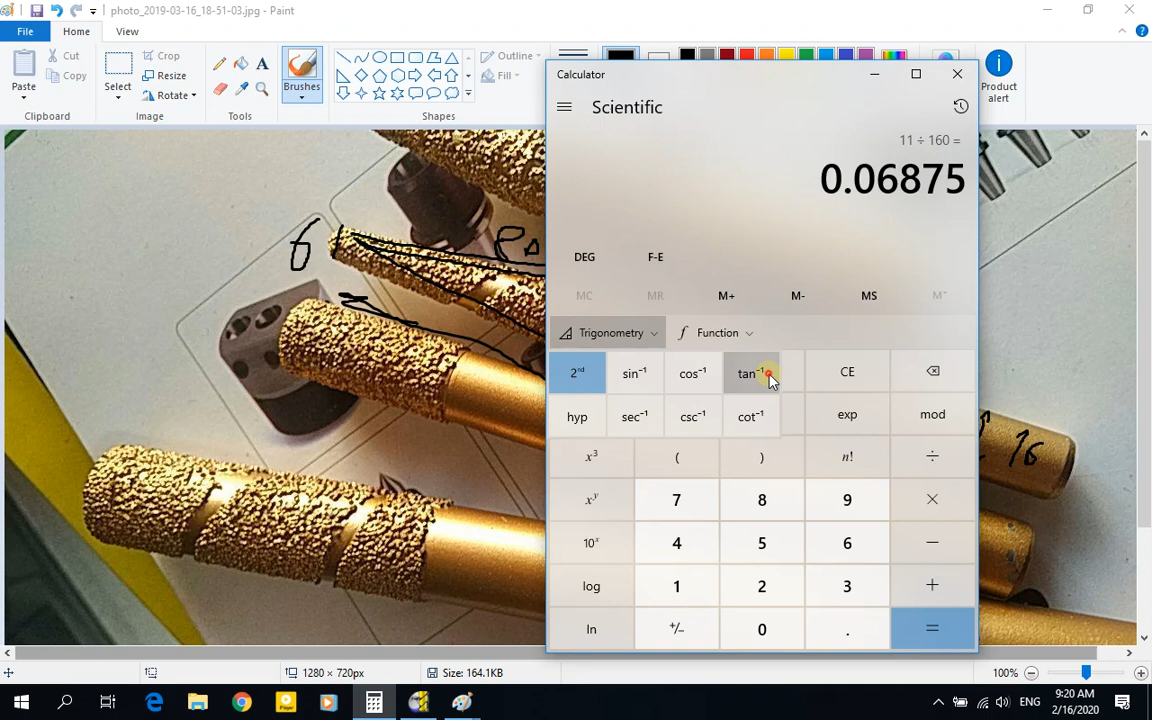 photo_2019-03-16_18-51-03.jpg - Paint
File
Home
View
Paste
Cut
Copy
Clipboard
Select
Crop
Resize
Rotate
Image
Tools
Brushes
Shapes
Outline
Fill
Product
alert
Calculator
Scientific
11 ÷ 160 =
0.06875
DEG
F-E
MC
MR
M+
M-
MS
M˅
Trigonometry
Function
2nd
sin⁻¹
cos⁻¹
tan⁻¹
CE
hyp
sec⁻¹
csc⁻¹
cot⁻¹
exp
mod
x³
(
)
n!
÷
xʸ
7
8
9
×
10ˣ
4
5
6
−
log
1
2
3
+
ln
+/−
0
.
=
6
80
16
1280 × 720px
Size: 164.1KB
100%
Player
ENG
9:20 AM
2/16/2020